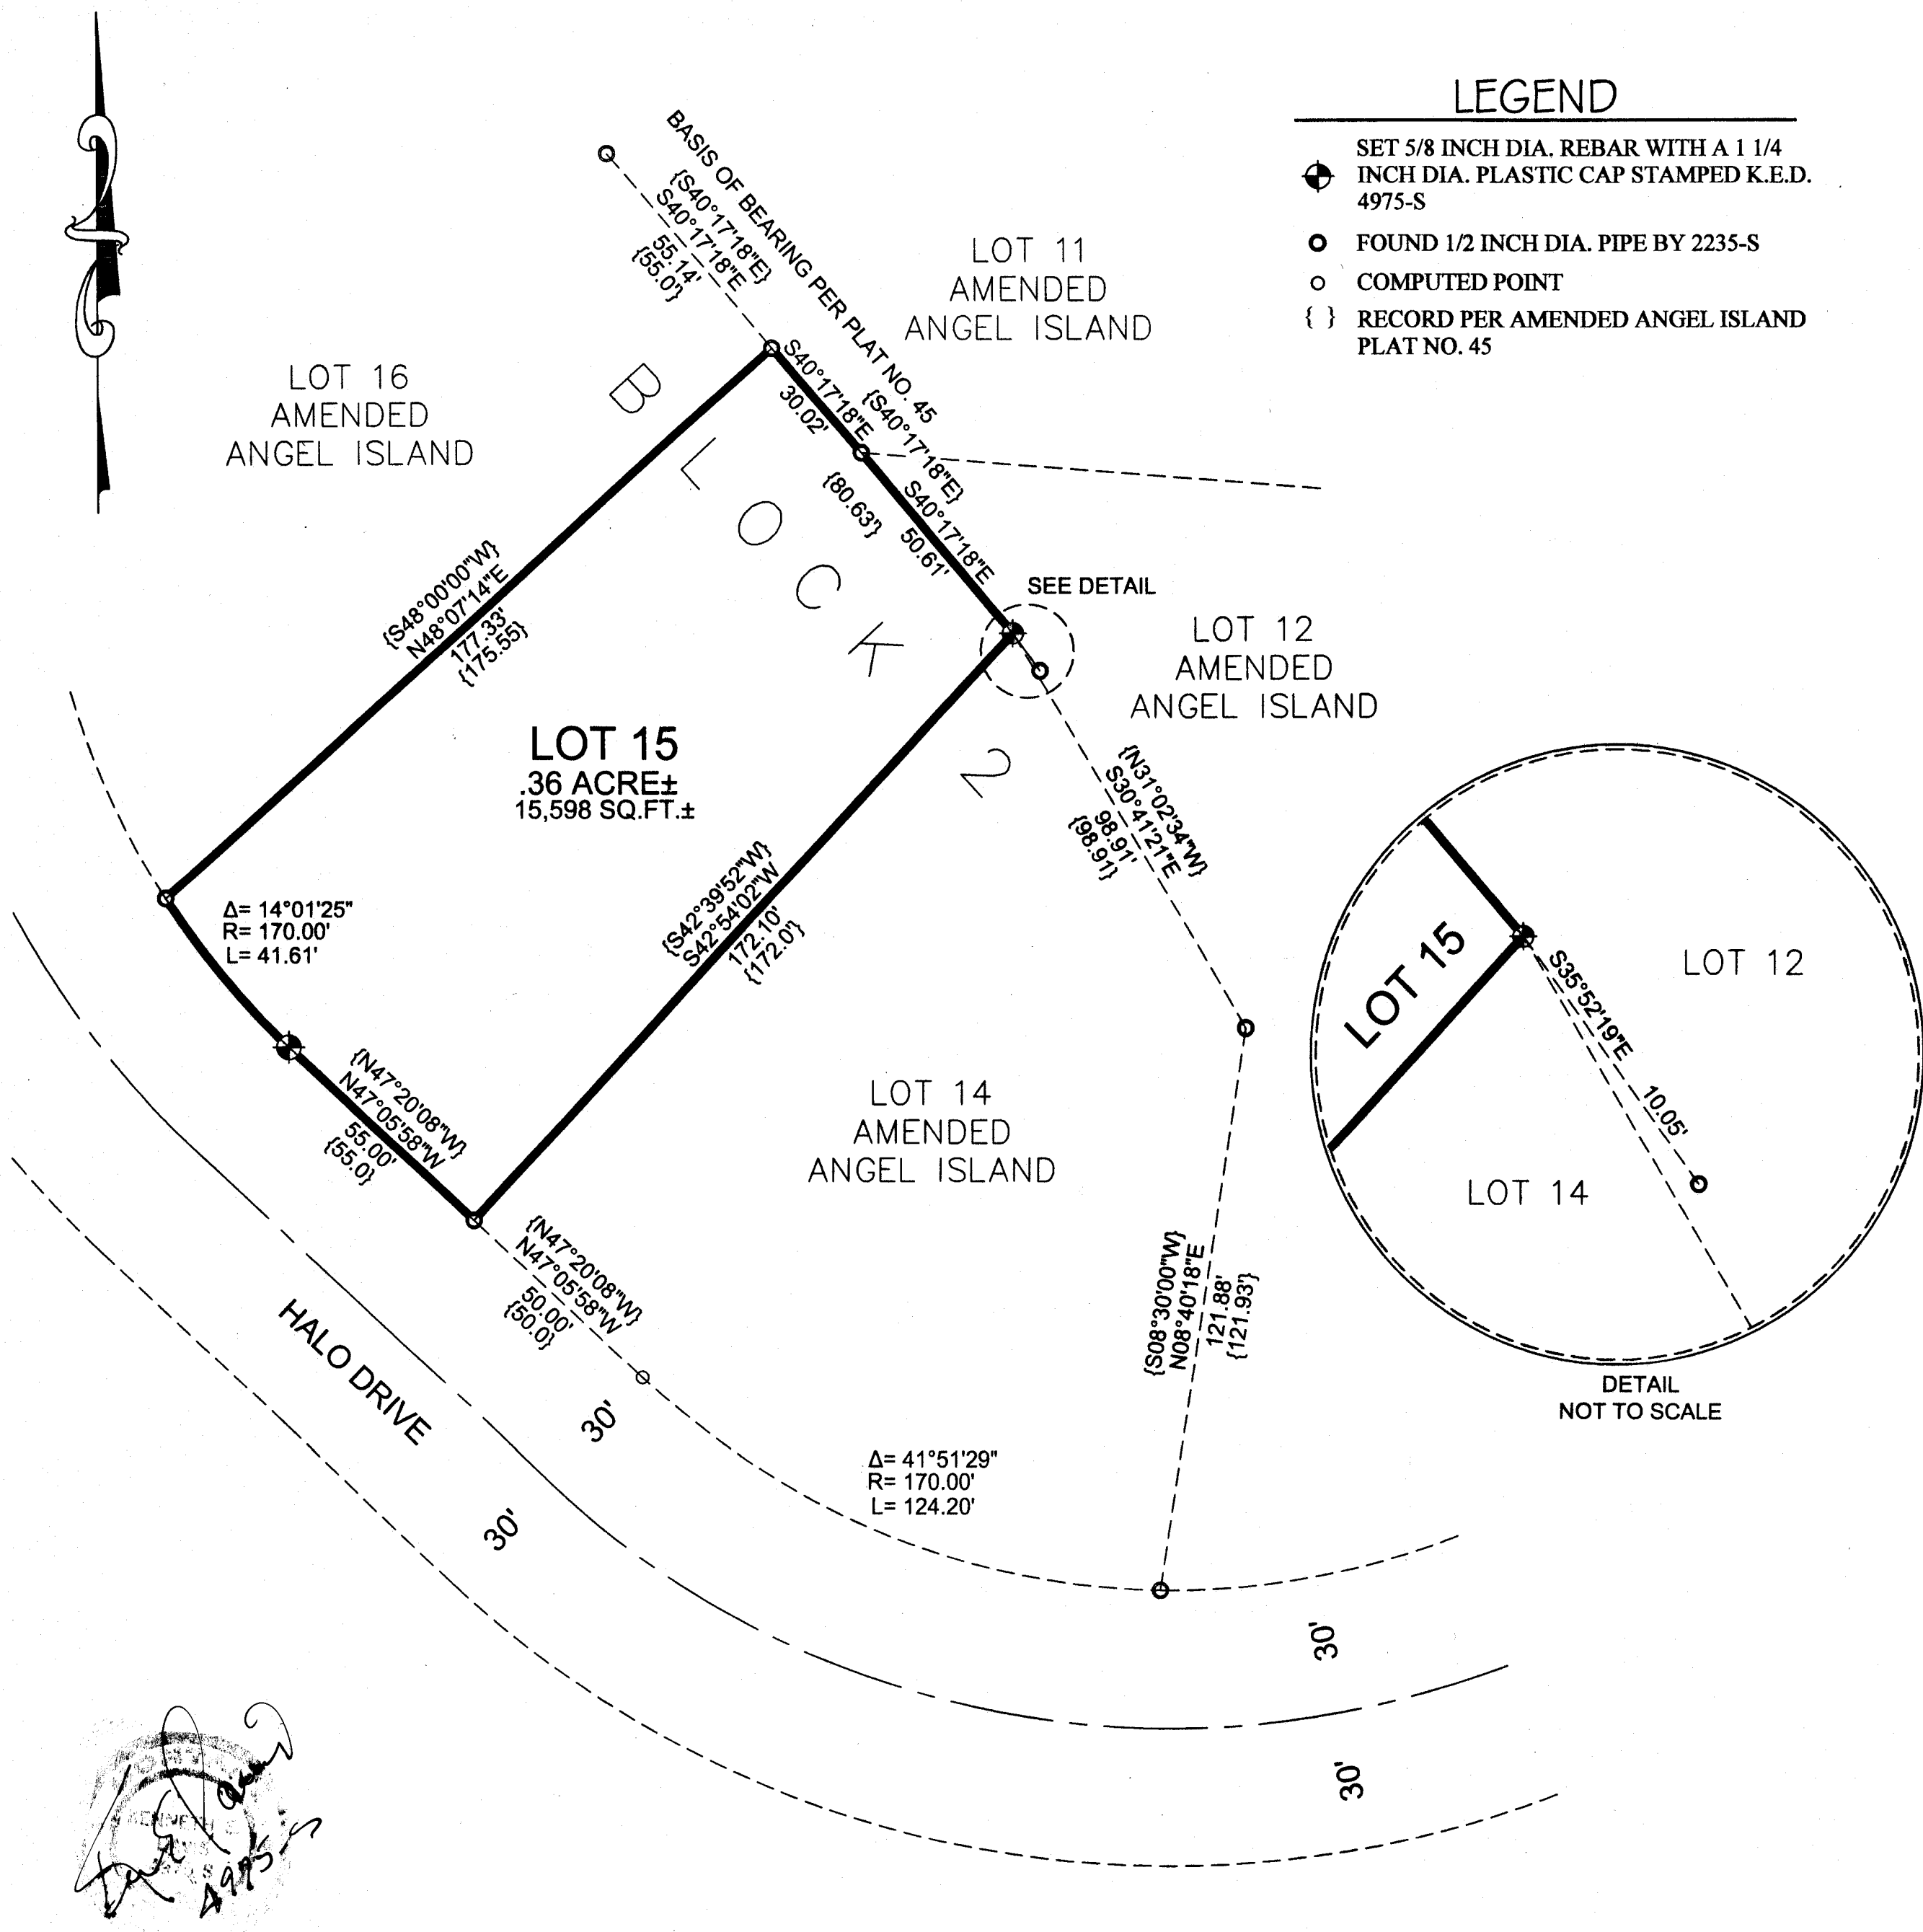 LEGEND
SET 5/8 INCH DIA. REBAR WITH A 1 1/4
INCH DIA. PLASTIC CAP STAMPED K.E.D.
4975-S
FOUND 1/2 INCH DIA. PIPE BY 2235-S
COMPUTED POINT
{ } RECORD PER AMENDED ANGEL ISLAND
PLAT NO. 45
BASIS OF BEARING PER PLAT NO. 45
{S40°17'18"E}
S40°17'18"E
55.14'
{55.0'}
LOT 11
AMENDED
ANGEL ISLAND
LOT 16
AMENDED
ANGEL ISLAND
BLOCK 2
S40°17'18"E
30.02'
{S40°17'18"E}
S40°17'18"E
{80.63'}
50.61'
SEE DETAIL
LOT 12
AMENDED
ANGEL ISLAND
{S48°00'00"W}
N48°07'14"E
177.33'
{175.55}
LOT 15
.36 ACRE±
15,598 SQ.FT.±
{N31°02'34"W}
S30°41'21"E
98.91'
{98.91}
{S42°39'52"W}
S42°54'02"W
172.10'
{172.0'}
Δ= 14°01'25"
R= 170.00'
L= 41.61'
{N47°20'08"W}
N47°05'58"W
55.00'
{55.0}
LOT 14
AMENDED
ANGEL ISLAND
{N47°20'08"W}
N47°05'58"W
50.00'
{50.0}
{S08°30'00"W}
N08°40'18"E
121.88'
{121.93'}
HALO DRIVE
30'
30'
Δ= 41°51'29"
R= 170.00'
L= 124.20'
30'
30'
LOT 15
LOT 12
S35°52'19"E
10.05'
LOT 14
DETAIL
NOT TO SCALE
4975-S